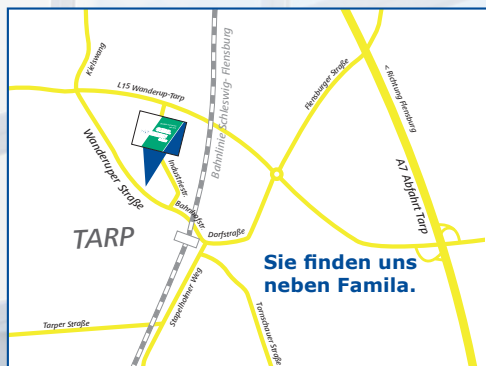 Kielswang
L15 Wanderup-Tarp
Bahnlinie Schleswig- Flensburg
Flensburger Straße
< Richtung Flensburg
A7 Abfahrt Tarp
Wanderuper Straße
Industriestr.
Bahnhofstr.
Dorfstraße
TARP
Sie finden uns
neben Famila.
Stapelholmer Weg
Tarper Straße
Tornschauer Straße